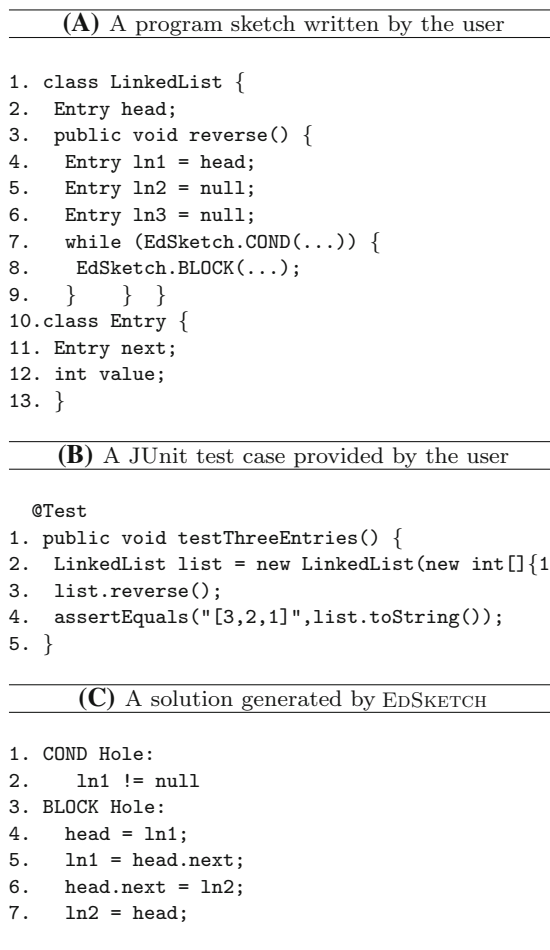 (A) A program sketch written by the user
1. class LinkedList {
2. Entry head;
3. public void reverse() {
4. Entry ln1 = head;
5. Entry ln2 = null;
6. Entry ln3 = null;
7. while (EdSketch.COND(...)) {
8. EdSketch.BLOCK(...);
9. } } }
10.class Entry {
11. Entry next;
12. int value;
13. }
(B) A JUnit test case provided by the user
@Test
1. public void testThreeEntries() {
2. LinkedList list = new LinkedList(new int[]{1
3. list.reverse();
4. assertEquals("[3,2,1]",list.toString());
5. }
(C) A solution generated by EDSKETCH
1. COND Hole:
2. ln1 != null
3. BLOCK Hole:
4. head = ln1;
5. ln1 = head.next;
6. head.next = ln2;
7. ln2 = head;